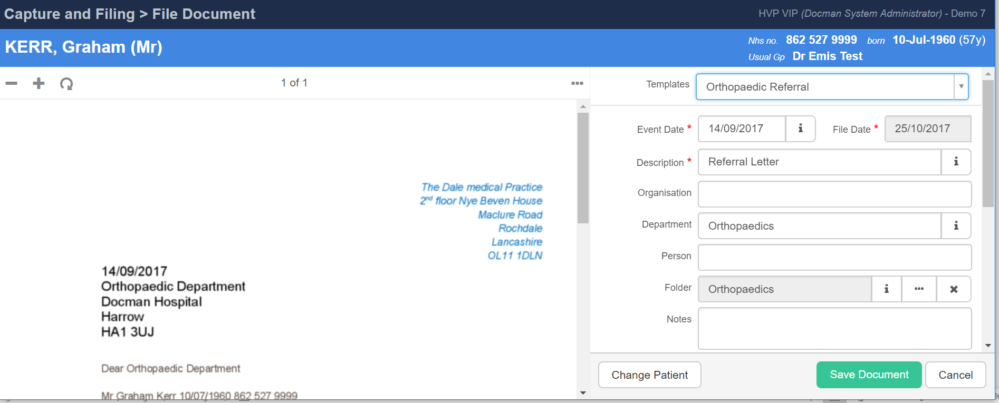 Capture and Filing > File Document
HVP VIP (Docman System Administrator) - Demo 7
KERR, Graham (Mr)
Nhs no. 862 527 9999 born 10-Jul-1960 (57y)
Usual Gp Dr Emis Test
1 of 1
The Dale medical Practice
2nd floor Nye Beven House
Maclure Road
Rochdale
Lancashire
OL11 1DLN
14/09/2017
Orthopaedic Department
Docman Hospital
Harrow
HA1 3UJ
Dear Orthopaedic Department
Mr Graham Kerr 10/07/1960 862 527 9999
Templates Orthopaedic Referral
Event Date * 14/09/2017 i File Date * 25/10/2017
Description * Referral Letter i
Organisation
Department Orthopaedics i
Person
Folder Orthopaedics i
Notes
Change Patient Save Document Cancel